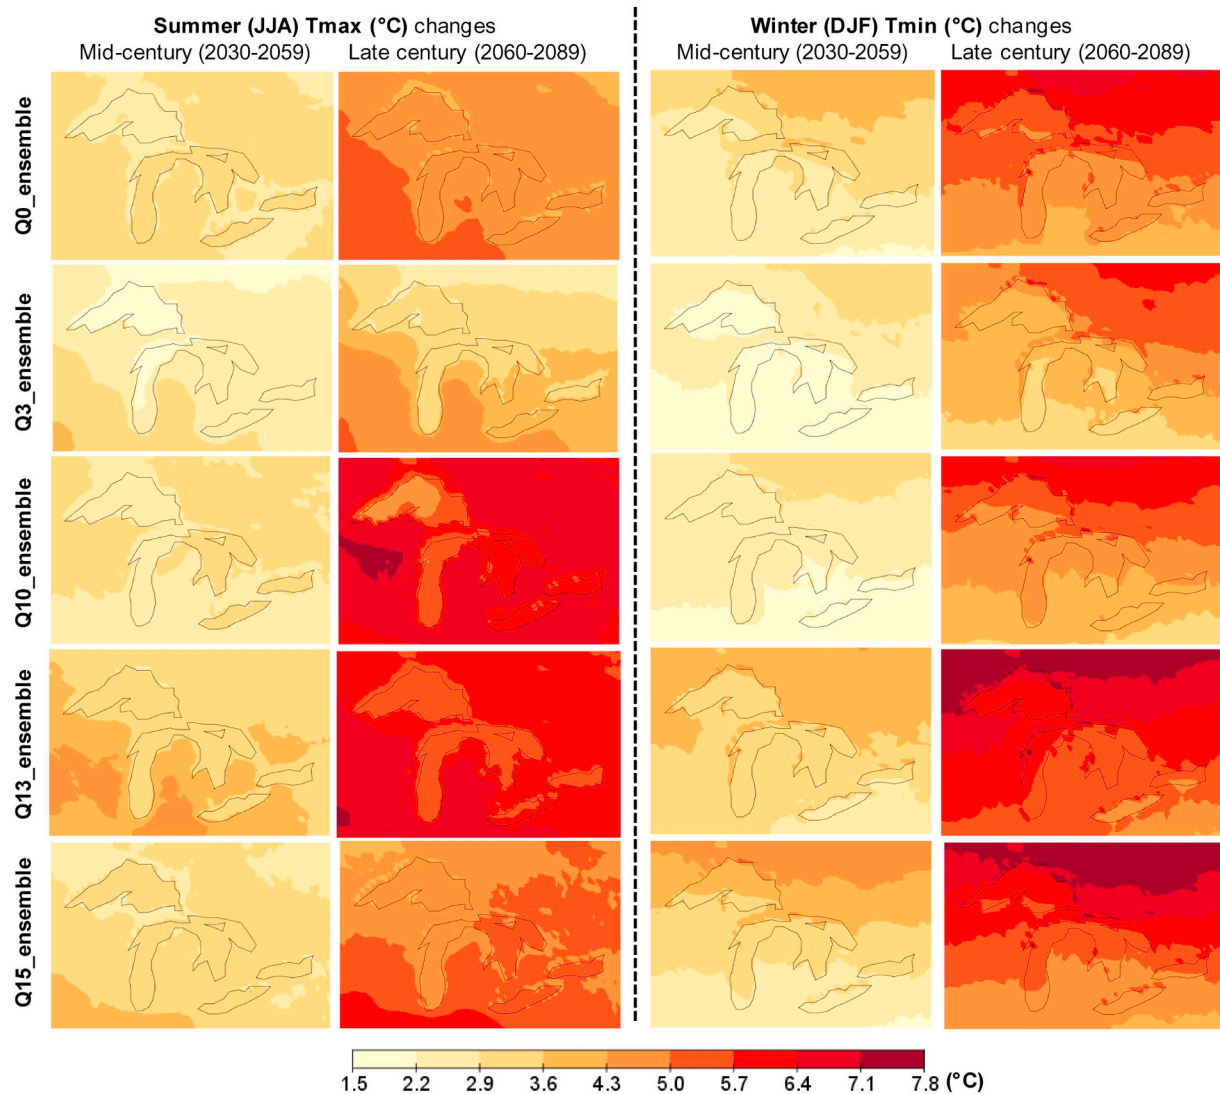 Summer (JJA) Tmax (°C) changes
Mid-century (2030-2059) Late century (2060-2089)
Winter (DJF) Tmin (°C) changes
Mid-century (2030-2059) Late century (2060-2089)
Q0_ensemble
Q3_ensemble
Q10_ensemble
Q13_ensemble
Q15_ensemble
1.5 2.2 2.9 3.6 4.3 5.0 5.7 6.4 7.1 7.8 (°C)